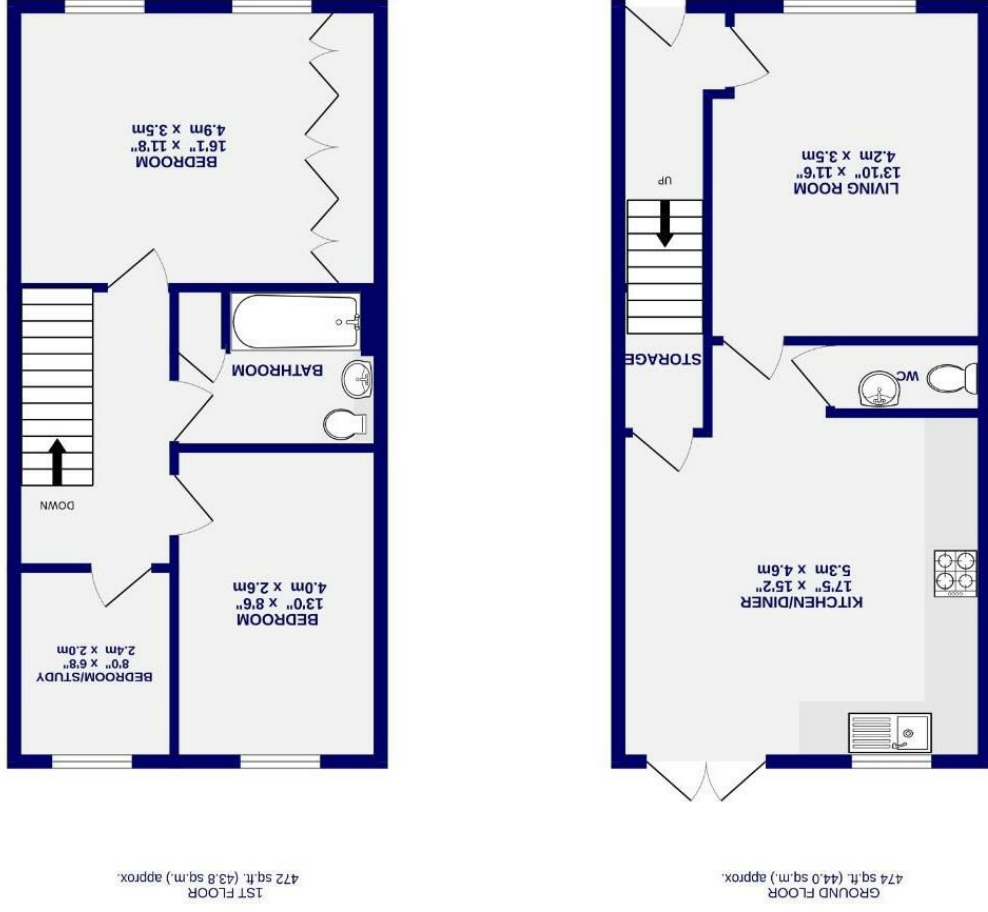 GROUND FLOOR
474 sq.ft. (44.0 sq.m.) approx.
1ST FLOOR
472 sq.ft. (43.8 sq.m.) approx.
KITCHEN/DINER
17'5" x 15'2"
5.3m x 4.6m
STORAGE
WC
UP
LIVING ROOM
13'10" x 11'6"
4.2m x 3.5m
BEDROOM
13'0" x 8'6"
4.0m x 2.6m
BEDROOM/STUDY
8'0" x 6'8"
2.4m x 2.0m
DOWN
BATHROOM
BEDROOM
16'1" x 11'8"
4.9m x 3.5m